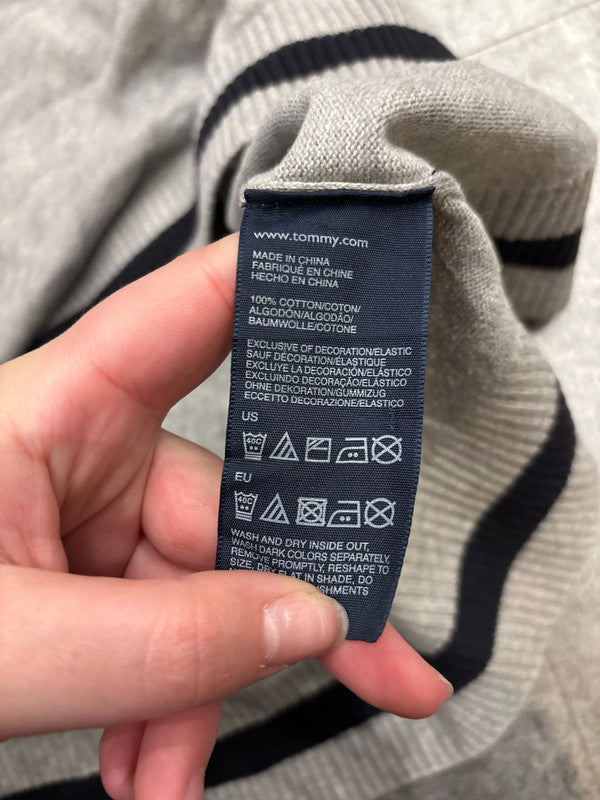 www.tommy.com
MADE IN CHINA
FABRIQUÉ EN CHINE
HECHO EN CHINA
100% COTTON/COTON/
ALGODÓN/ALGODÃO/
BAUMWOLLE/COTONE
EXCLUSIVE OF DECORATION/ELASTIC
SAUF DÉCORATION/ÉLASTIQUE
EXCLUYE LA DECORACIÓN/ELÁSTICO
EXCLUINDO DECORAÇÃO/ELÁSTICO
OHNE DEKORATION/GUMMIZUG
ECCETTO DECORAZIONE/ELASTICO
US
40C
EU
40C
WASH AND DRY INSIDE OUT,
WASH DARK COLORS SEPARATELY,
REMOVE PROMPTLY, RESHAPE TO
SIZE, DRY FLAT IN SHADE, DO